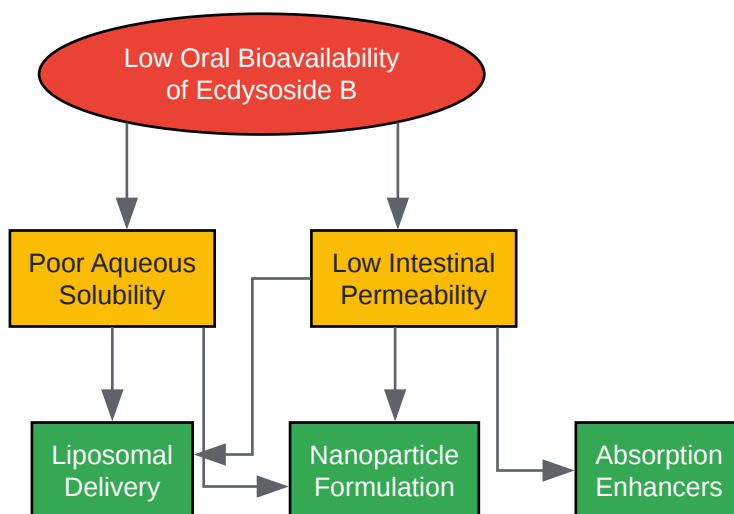 Low Oral Bioavailability
of Ecdysoside B
Poor Aqueous
Solubility
Low Intestinal
Permeability
Liposomal
Delivery
Nanoparticle
Formulation
Absorption
Enhancers